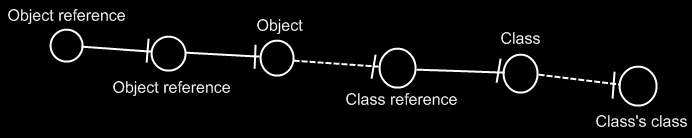 Object reference
Object reference
Object
Class reference
Class
Class's class